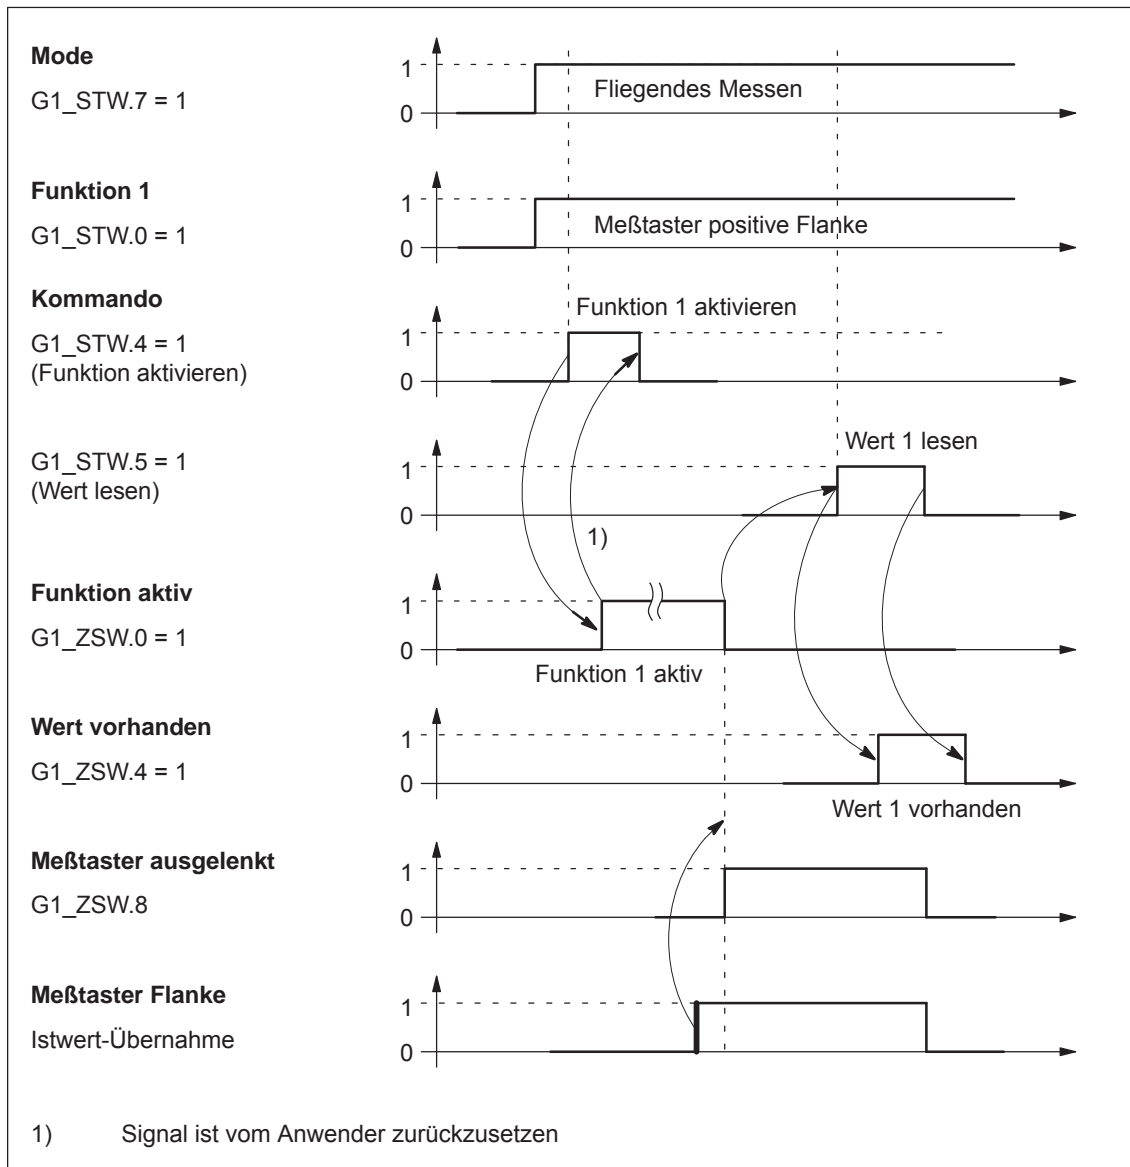 Mode
G1_STW.7 = 1
1
0
Fliegendes Messen
Funktion 1
G1_STW.0 = 1
1
0
Meßtaster positive Flanke
Kommando
G1_STW.4 = 1
(Funktion aktivieren)
Funktion 1 aktivieren
1
0
G1_STW.5 = 1
(Wert lesen)
Wert 1 lesen
1
0
1)
Funktion aktiv
G1_ZSW.0 = 1
1
0
Funktion 1 aktiv
Wert vorhanden
G1_ZSW.4 = 1
1
0
Wert 1 vorhanden
Meßtaster ausgelenkt
G1_ZSW.8
1
0
Meßtaster Flanke
Istwert-Übernahme
1
0
1) Signal ist vom Anwender zurückzusetzen